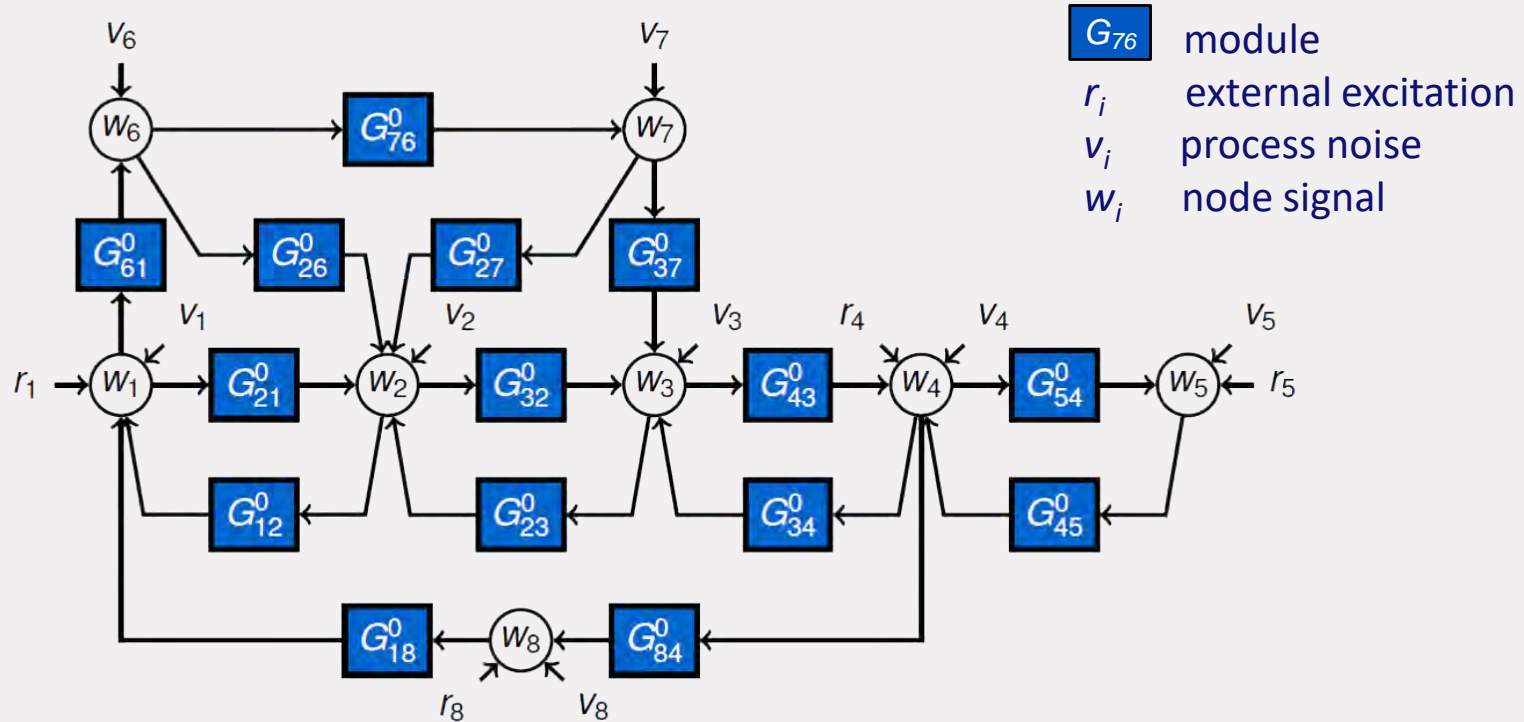 v6 v7 G76 module
ri external excitation
w6 G⁰76 w7 vi process noise
wi node signal
G⁰61 G⁰26 G⁰27 G⁰37
v1 v2 v3 r4 v4 v5
r1 w1 G⁰21 w2 G⁰32 w3 G⁰43 w4 G⁰54 w5 r5
G⁰12 G⁰23 G⁰34 G⁰45
G⁰18 w8 G⁰84
r8 v8